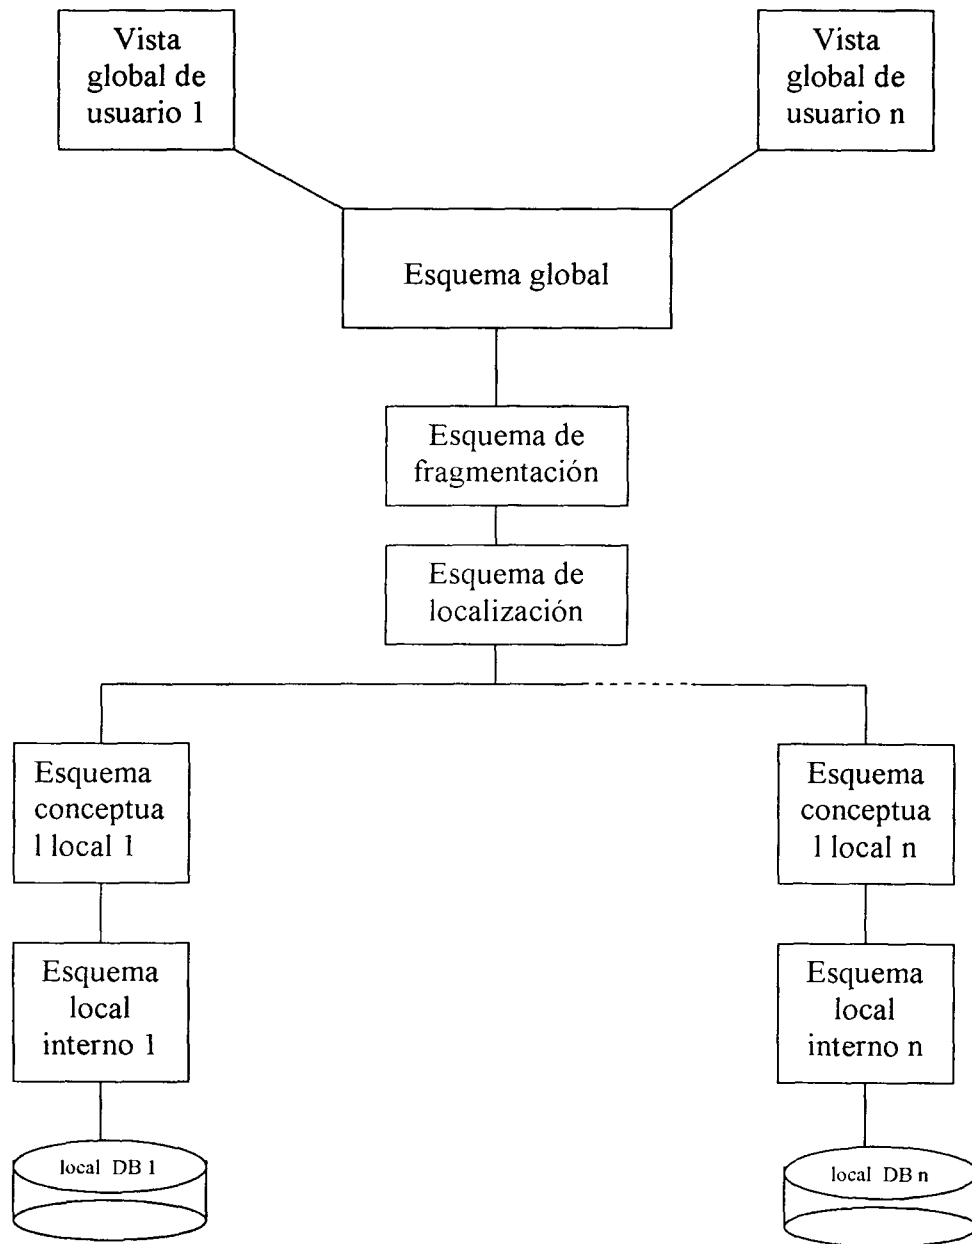 Vista
global de
usuario 1
Vista
global de
usuario n
Esquema global
Esquema de
fragmentación
Esquema de
localización
Esquema
conceptua
l local 1
Esquema
conceptua
l local n
Esquema
local
interno 1
Esquema
local
interno n
local DB 1
local DB n